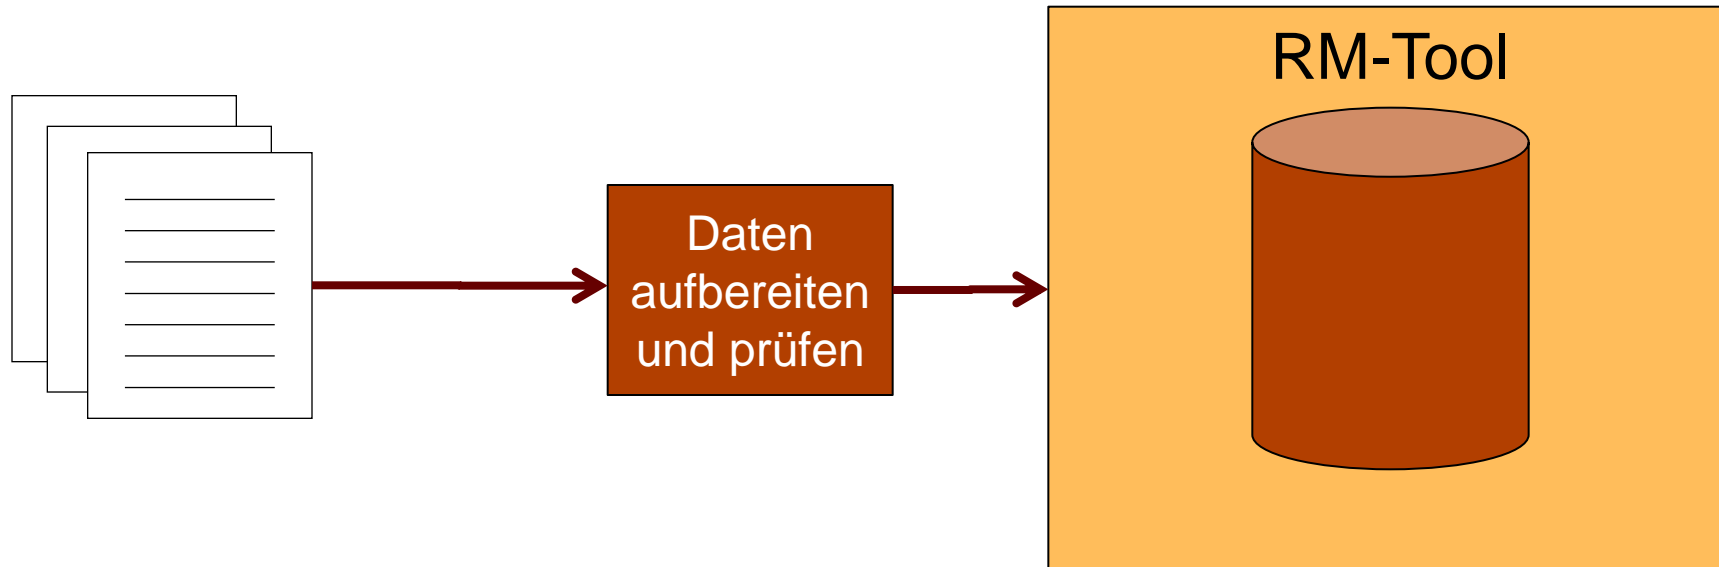 RM-Tool
Daten
aufbereiten
und prüfen